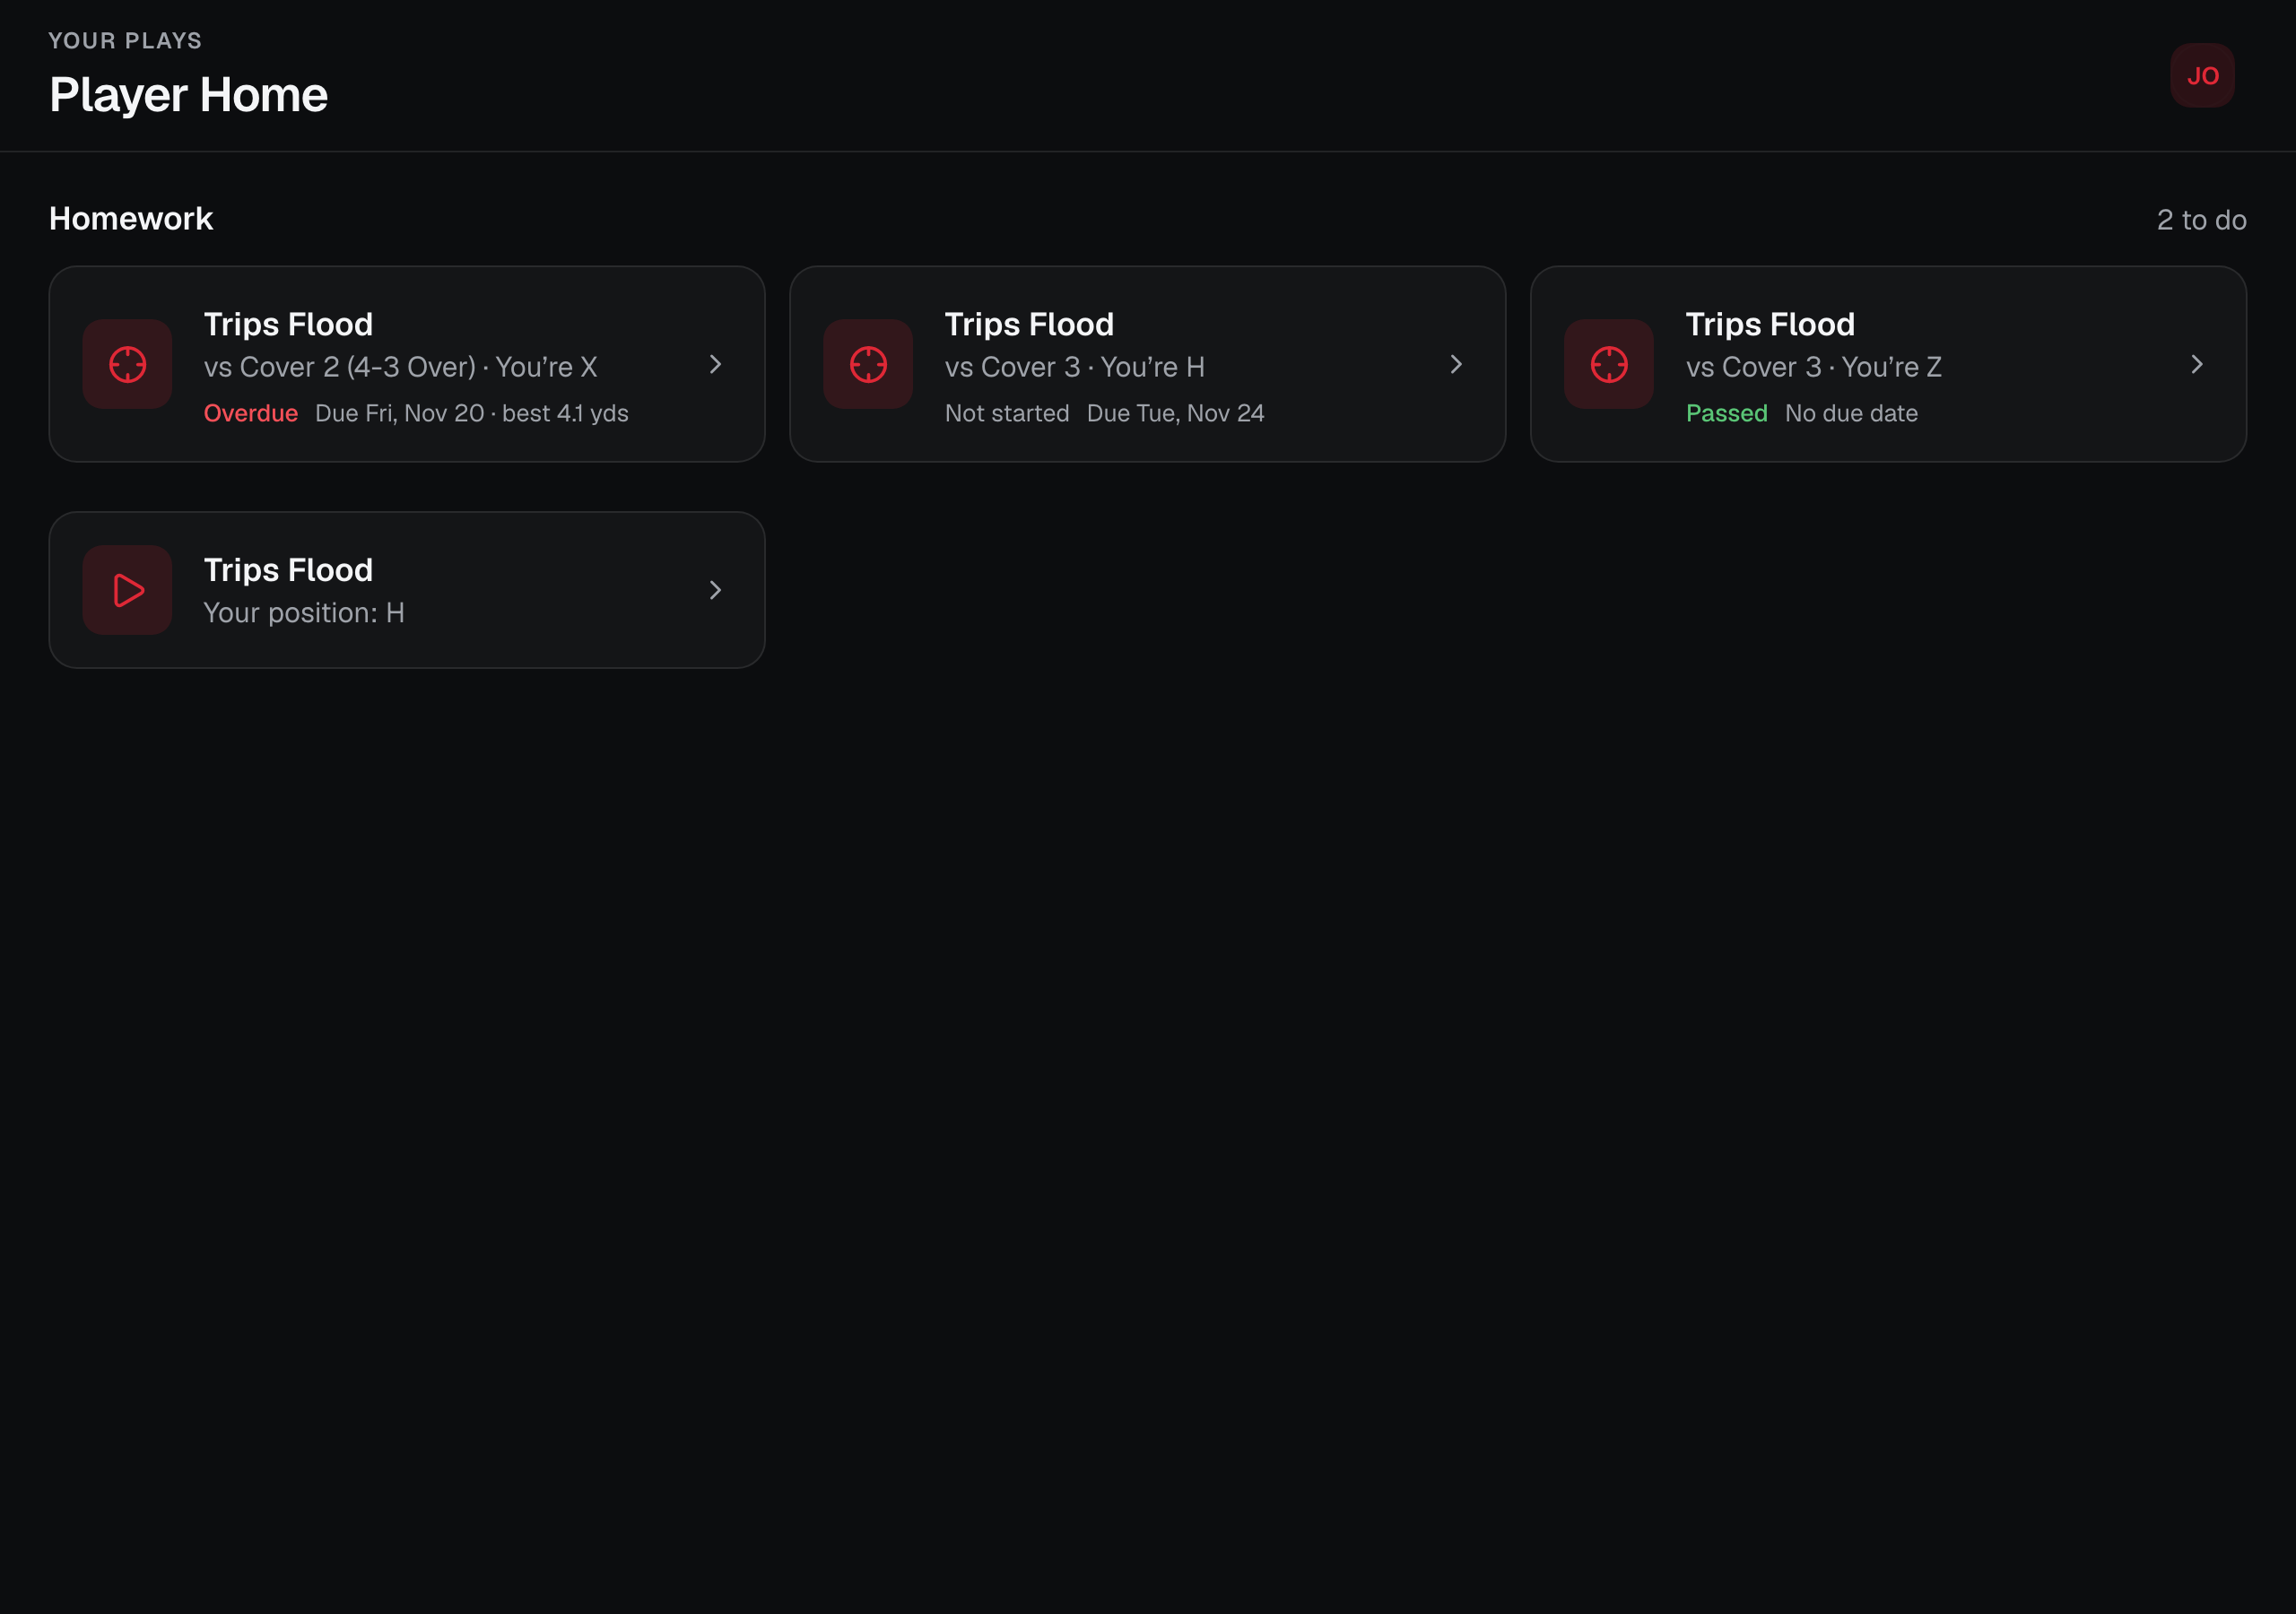 YOUR PLAYS
Player Home
JO
Homework
2 to do
Trips Flood
vs Cover 2 (4-3 Over) · You’re X
Overdue Due Fri, Nov 20 · best 4.1 yds
Trips Flood
vs Cover 3 · You’re H
Not started Due Tue, Nov 24
Trips Flood
vs Cover 3 · You’re Z
Passed No due date
Trips Flood
Your position: H